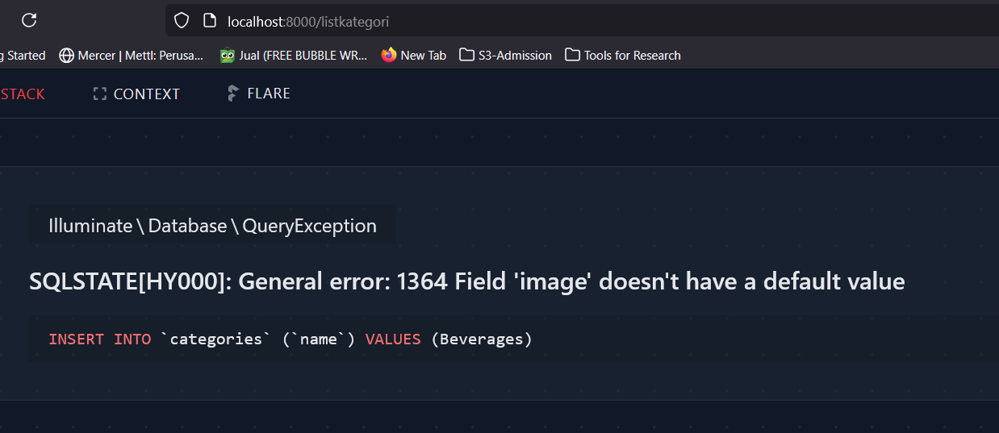 localhost:8000/listkategori
g Started Mercer | Mettl: Perusa... Jual (FREE BUBBLE WR... New Tab S3-Admission Tools for Research
STACK CONTEXT FLARE
Illuminate \ Database \ QueryException
SQLSTATE[HY000]: General error: 1364 Field 'image' doesn't have a default value
INSERT INTO `categories` (`name`) VALUES (Beverages)